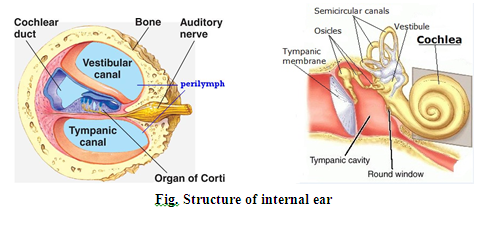 Cochlear
duct
Bone
Auditory
nerve
Vestibular
canal
perilymph
Tympanic
canal
Organ of Corti
Semicircular canals
Osicles
Vestibule
Cochlea
Tympanic
membrane
Tympanic cavity
Round window
Fig. Structure of internal ear